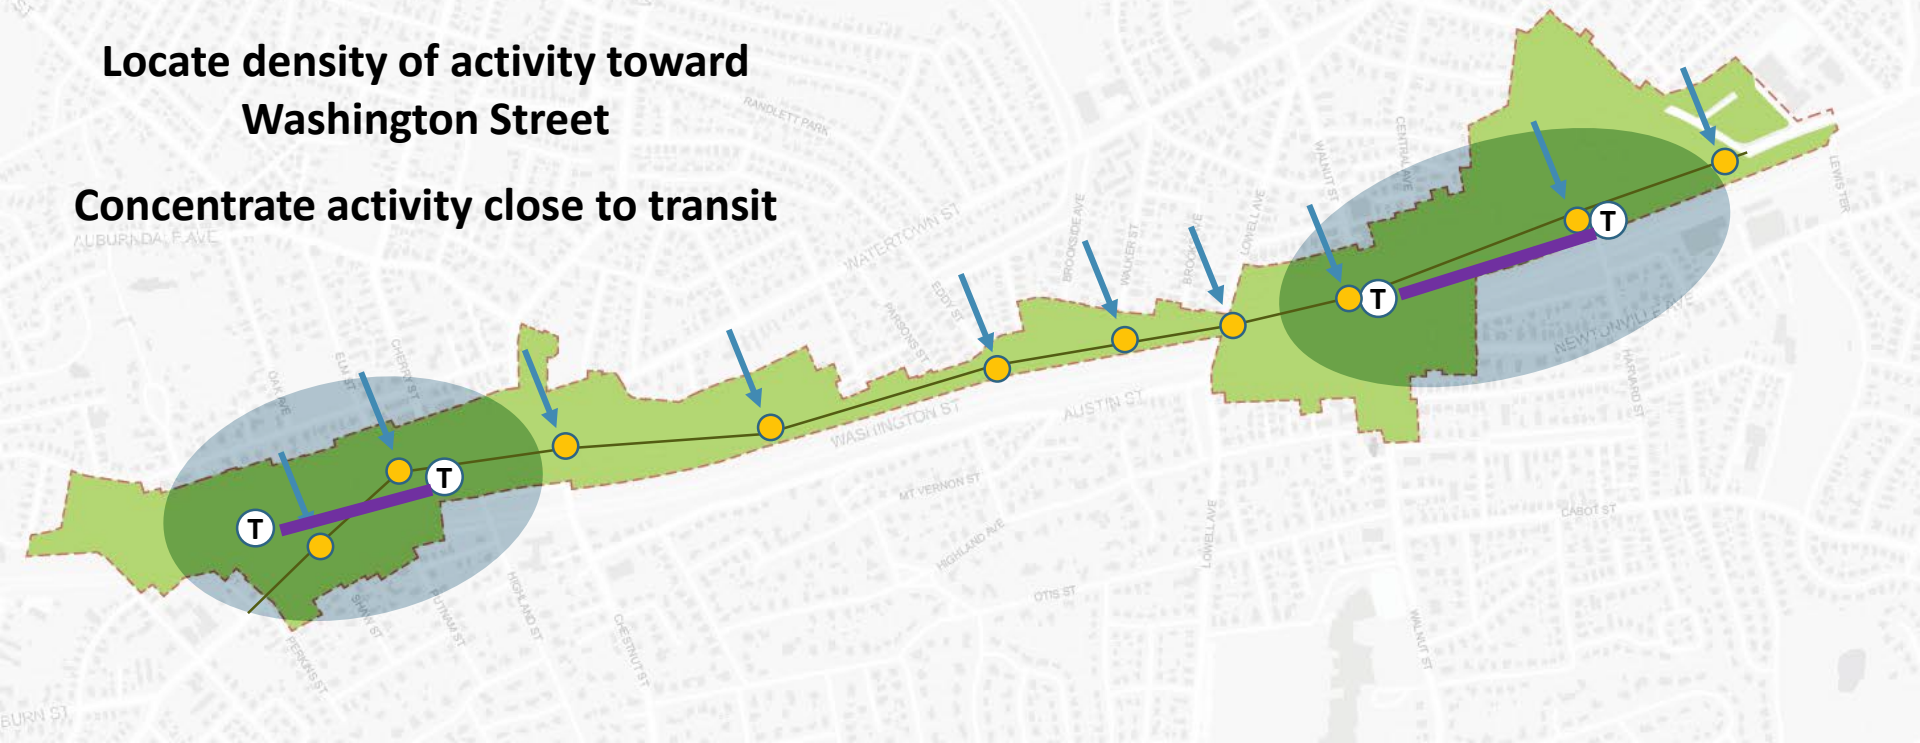 Locate density of activity toward
Washington Street
Concentrate activity close to transit
RANDLETT PARK
AUBURNDALE AVE
WATERTOWN ST
WALNUT ST
CENTRAL AVE
LEWIS TER
BROOKSIDE AVE
WALKER ST
LOWELL AVE
T
T
EDDY ST
PARSONS ST
NEWTONVILLE AVE
HARVARD ST
OAK AVE
ELM ST
CHERRY ST
WASHINGTON ST
AUSTIN ST
T
T
MT VERNON ST
HIGHLAND AVE
LOWELL AVE
CABOT ST
SHAW ST
PUTNAM ST
HIGHLAND ST
OTIS ST
CHESTNUT ST
PERKINS ST
WALNUT ST
BURN ST